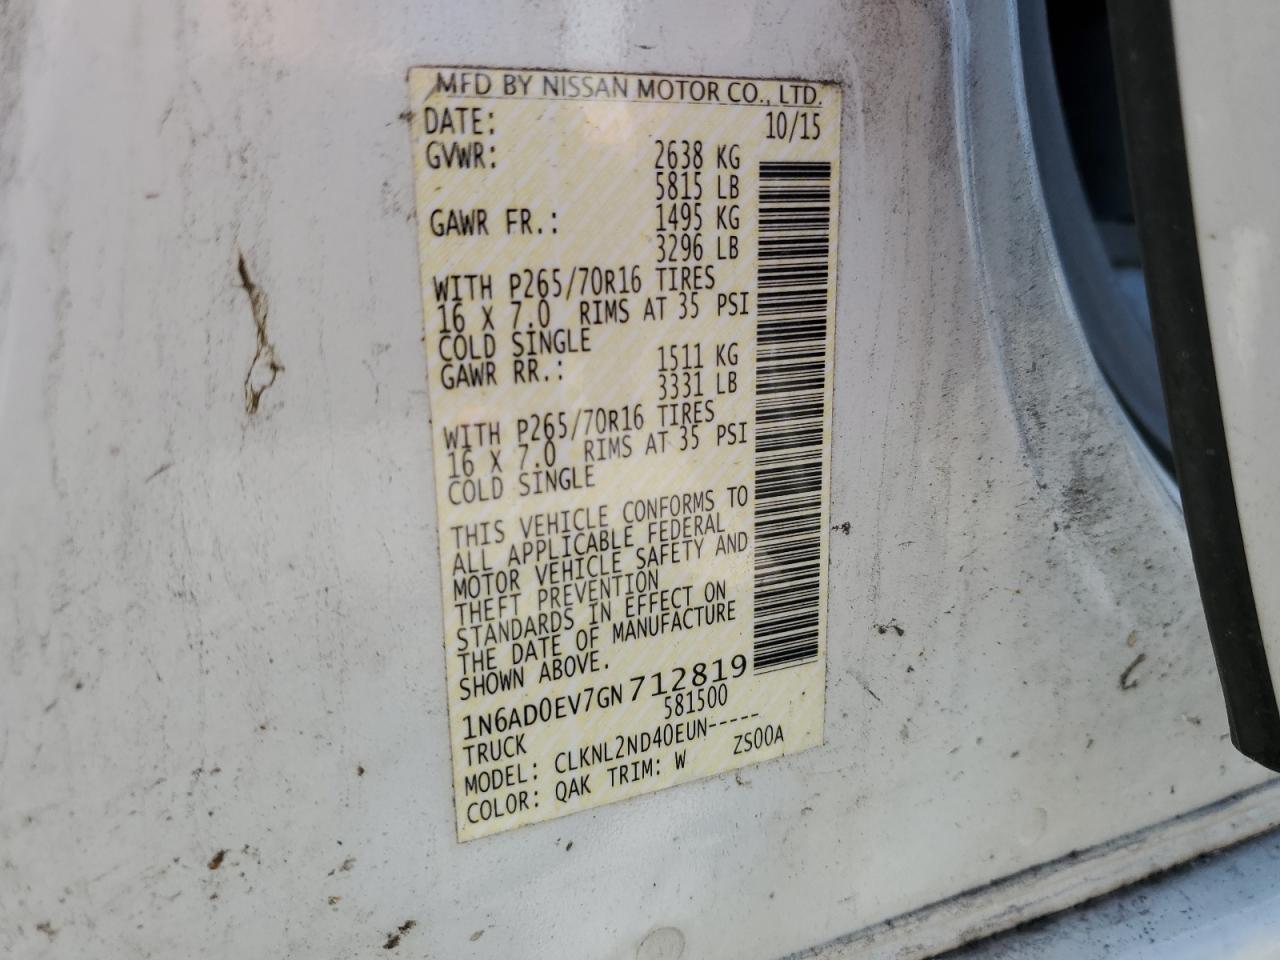 MFD BY NISSAN MOTOR CO., LTD.
DATE: 10/15
GVWR: 2638 KG
5815 LB
GAWR FR.: 1495 KG
3296 LB
WITH P265/70R16 TIRES
16 X 7.0 RIMS AT 35 PSI
COLD SINGLE
GAWR RR.: 1511 KG
3331 LB
WITH P265/70R16 TIRES
16 X 7.0 RIMS AT 35 PSI
COLD SINGLE
THIS VEHICLE CONFORMS TO
ALL APPLICABLE FEDERAL
MOTOR VEHICLE SAFETY AND
THEFT PREVENTION
STANDARDS IN EFFECT ON
THE DATE OF MANUFACTURE
SHOWN ABOVE.
1N6AD0EV7GN712819
TRUCK 581500
MODEL: CLKNL2ND40EUN-----
COLOR: QAK TRIM: W ZS00A